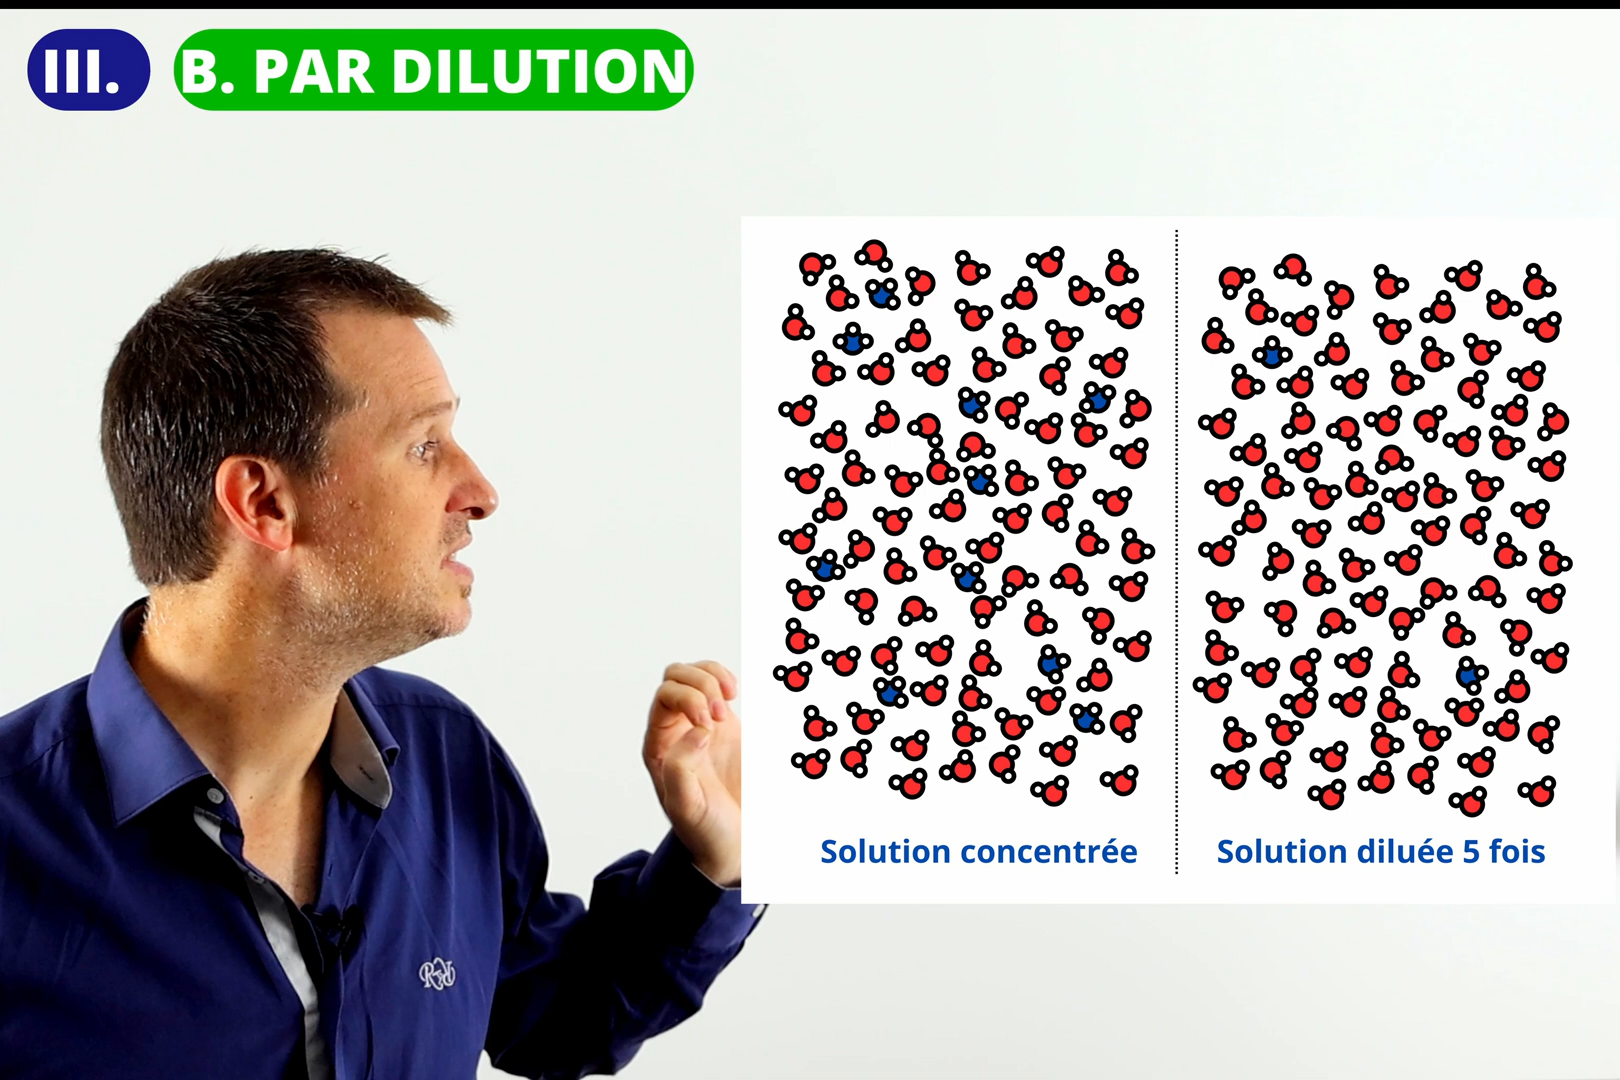 III.
B. PAR DILUTION
Solution concentrée
Solution diluée 5 fois